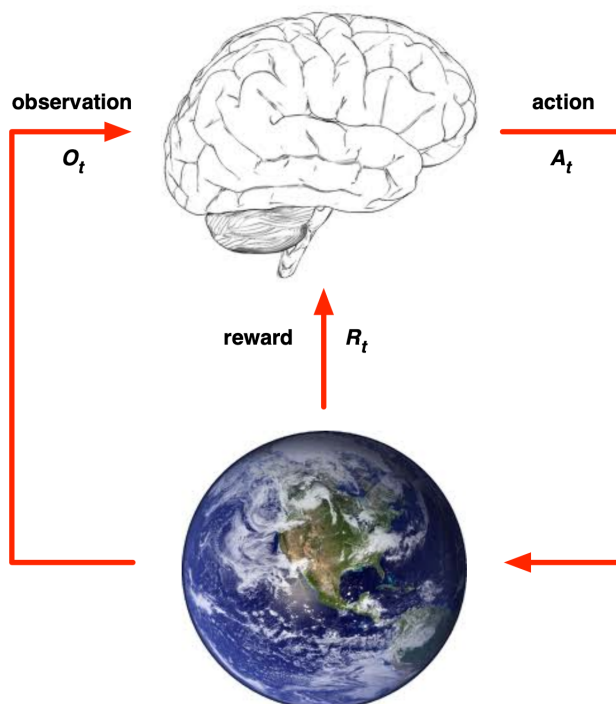 observation
O_t
action
A_t
reward
R_t